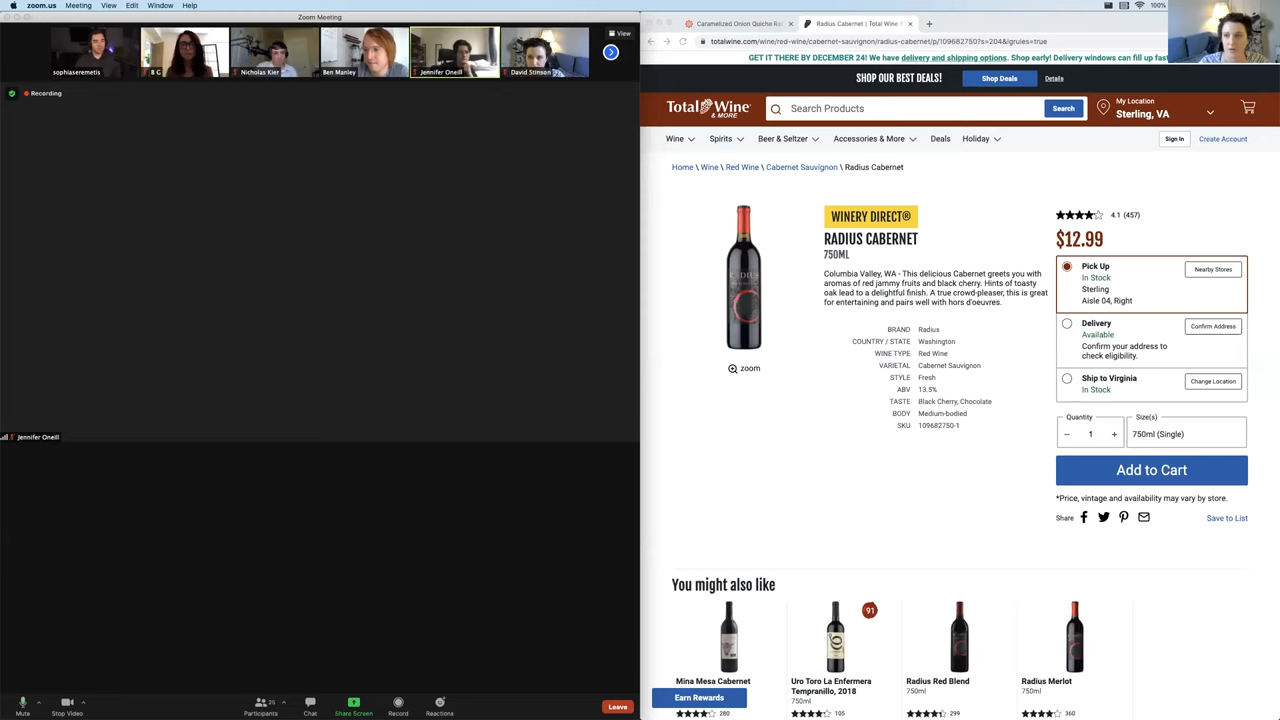 zoom.us Meeting View Edit Window Help
100%
Zoom Meeting
View
sophiaseremetis
B G
Nicholas Kier
Ben Manley
Jennifer Oneill
David Stinson
Recording
Jennifer Oneill
Mute
Stop Video
25
Participants
Chat
Share Screen
Record
Reactions
Leave
Caramelized Onion Quiche Re
Radius Cabernet | Total Wine &
totalwine.com/wine/red-wine/cabernet-sauvignon/radius-cabernet/p/109682750?s=204&igrules=true
GET IT THERE BY DECEMBER 24! We have delivery and shipping options. Shop early! Delivery windows can fill up fast
SHOP OUR BEST DEALS!
Shop Deals
Details
Total Wine
& MORE
Search Products
Search
My Location
Sterling, VA
Wine
Spirits
Beer & Seltzer
Accessories & More
Deals
Holiday
Sign In
Create Account
Home \ Wine \ Red Wine \ Cabernet Sauvignon \ Radius Cabernet
RADIUS
zoom
WINERY DIRECT®
RADIUS CABERNET
750ML
Columbia Valley, WA - This delicious Cabernet greets you with
aromas of red jammy fruits and black cherry. Hints of toasty
oak lead to a delightful finish. A true crowd-pleaser, this is great
for entertaining and pairs well with hors d'oeuvres.
BRAND Radius
COUNTRY / STATE Washington
WINE TYPE Red Wine
VARIETAL Cabernet Sauvignon
STYLE Fresh
ABV 13.5%
TASTE Black Cherry, Chocolate
BODY Medium-bodied
SKU 109682750-1
4.1 (457)
$12.99
Pick Up
In Stock
Sterling
Aisle 04, Right
Nearby Stores
Delivery
Available
Confirm your address to
check eligibility.
Confirm Address
Ship to Virginia
In Stock
Change Location
Quantity
− 1 +
Size(s)
750ml (Single)
Add to Cart
*Price, vintage and availability may vary by store.
Share
Save to List
You might also like
91
Mina Mesa Cabernet
280
Uro Toro La Enfermera
Tempranillo, 2018
750ml
105
Radius Red Blend
750ml
299
Radius Merlot
750ml
360
Earn Rewards